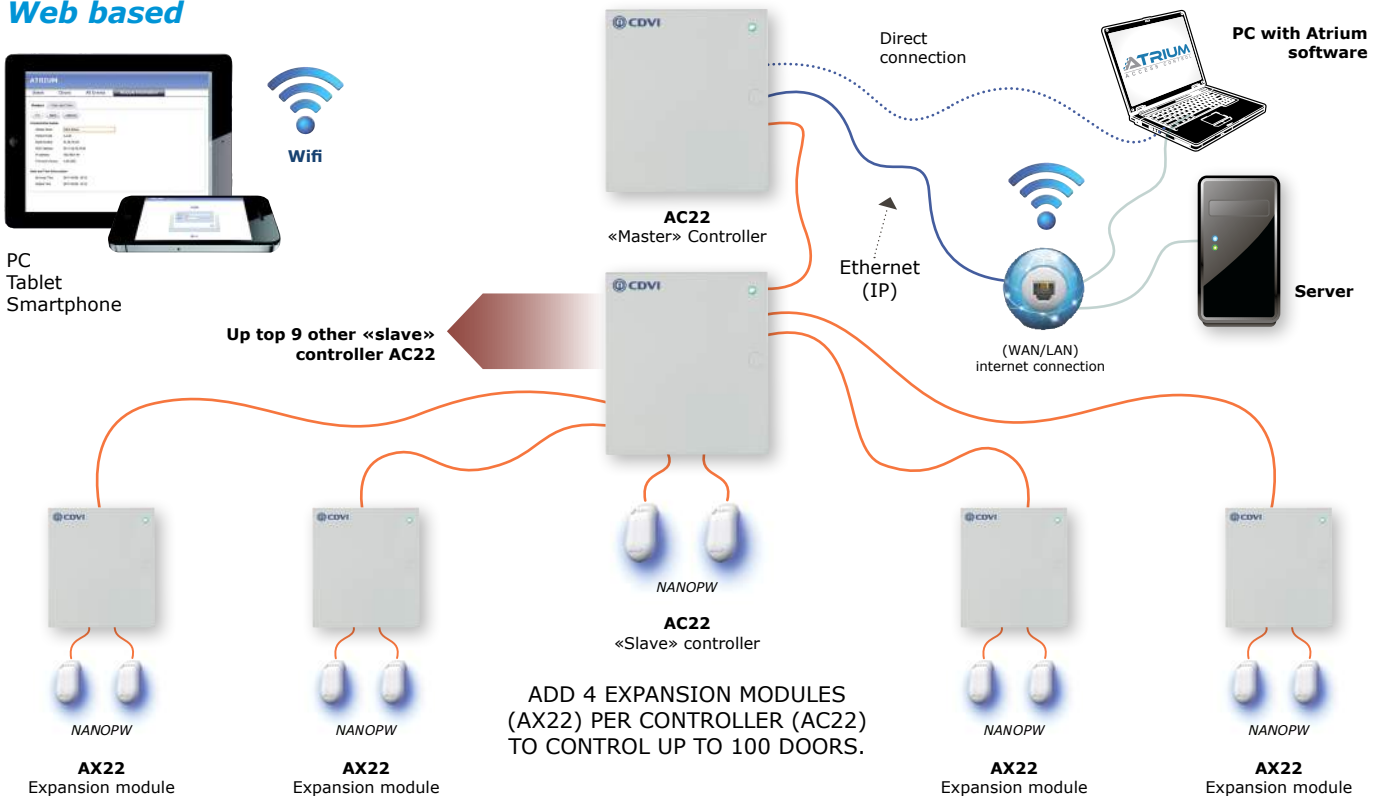 Web based
CDVI
Direct
connection
PC with Atrium
software
ATRIUM
ACCESS CONTROL
ATRIUM
Wifi
AC22
«Master» Controller
PC
Tablet
Smartphone
Ethernet
(IP)
CDVI
Server
Up top 9 other «slave»
controller AC22
(WAN/LAN)
internet connection
CDVI
CDVI
CDVI
CDVI
NANOPW
AC22
«Slave» controller
ADD 4 EXPANSION MODULES
(AX22) PER CONTROLLER (AC22)
TO CONTROL UP TO 100 DOORS.
NANOPW
NANOPW
NANOPW
NANOPW
AX22
Expansion module
AX22
Expansion module
AX22
Expansion module
AX22
Expansion module